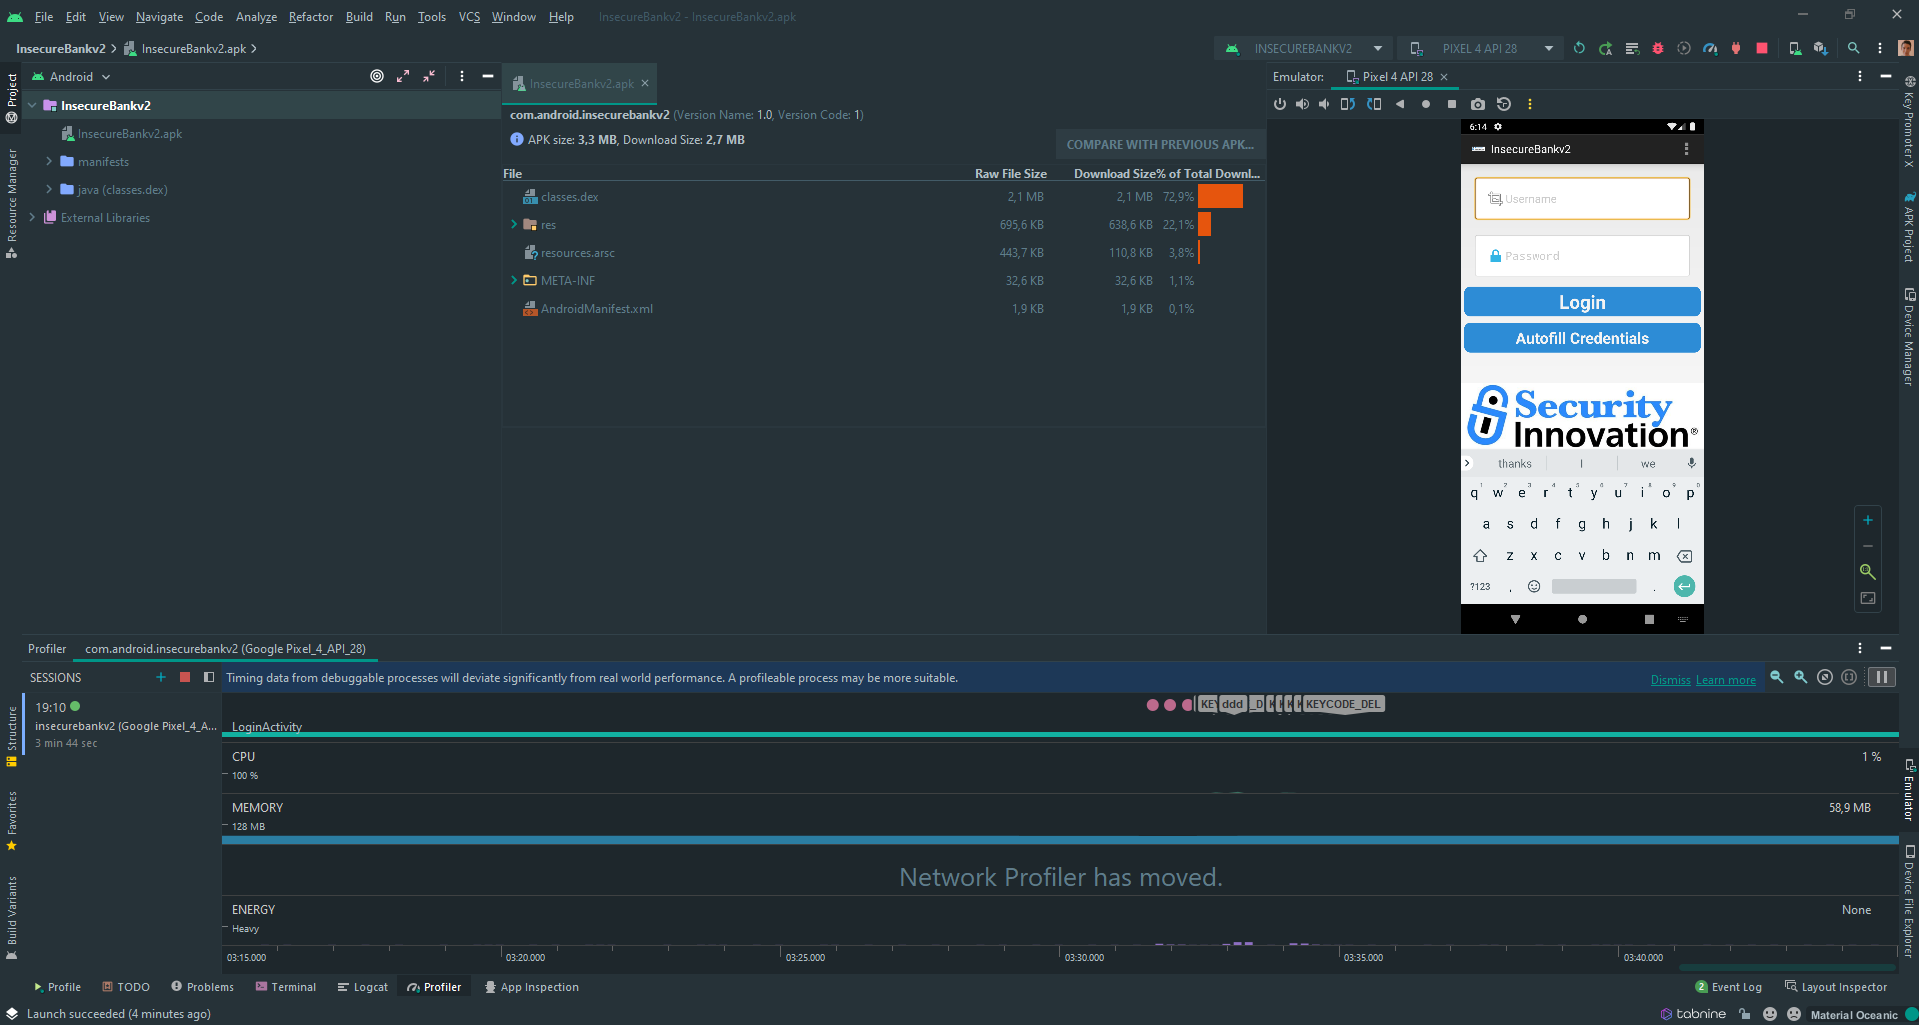 File Edit View Navigate Code Analyze Refactor Build Run Tools VCS Window Help InsecureBankv2 - InsecureBankv2.apk
InsecureBankv2 InsecureBankv2.apk INSECUREBANKV2 PIXEL 4 API 28
Project
Resource Manager
Structure
Favorites
Build Variants
Android
InsecureBankv2
InsecureBankv2.apk
manifests
java (classes.dex)
External Libraries
InsecureBankv2.apk
com.android.insecurebankv2 (Version Name: 1.0, Version Code: 1)
APK size: 3,3 MB, Download Size: 2,7 MB
COMPARE WITH PREVIOUS APK...
File Raw File Size Download Size % of Total Downl...
classes.dex 2,1 MB 2,1 MB 72,9%
res 695,6 KB 638,6 KB 22,1%
resources.arsc 443,7 KB 110,8 KB 3,8%
META-INF 32,6 KB 32,6 KB 1,1%
AndroidManifest.xml 1,9 KB 1,9 KB 0,1%
Emulator: Pixel 4 API 28
6:14
InsecureBankv2
Username
Password
Login
Autofill Credentials
Security
Innovation®
thanks I we
q1 w2 e3 r4 t5 y6 u7 i8 o9 p0
a s d f g h j k l
z x c v b n m
?123 , .
Key Promoter X
APK Project
Device Manager
Emulator
Device File Explorer
Profiler com.android.insecurebankv2 (Google Pixel_4_API_28)
SESSIONS
19:10
insecurebankv2 (Google Pixel_4_A...
3 min 44 sec
Timing data from debuggable processes will deviate significantly from real world performance. A profileable process may be more suitable.
Dismiss Learn more
KEY ddd _D K K K K KEYCODE_DEL
LoginActivity
CPU 1 %
100 %
MEMORY 58,9 MB
128 MB
Network Profiler has moved.
ENERGY None
Heavy
03:15.000 03:20.000 03:25.000 03:30.000 03:35.000 03:40.000
Profile TODO Problems Terminal Logcat Profiler App Inspection 2 Event Log Layout Inspector
Launch succeeded (4 minutes ago) tabnine Material Oceanic